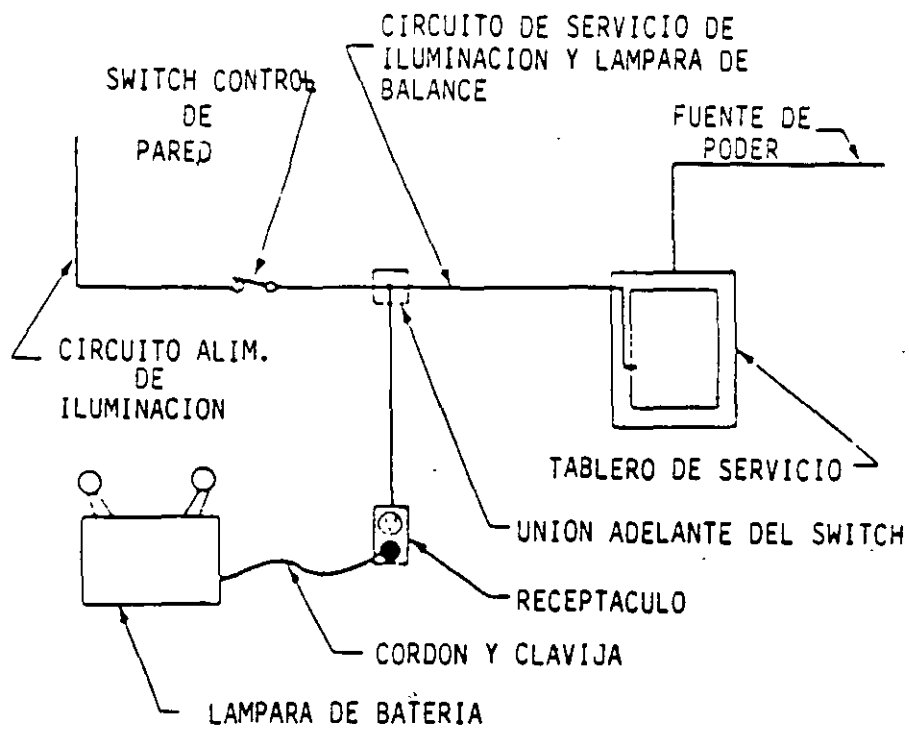 CIRCUITO DE SERVICIO DE
ILUMINACION Y LAMPARA DE
BALANCE
SWITCH CONTROL
DE
PARED
FUENTE DE
PODER
CIRCUITO ALIM.
DE
ILUMINACION
TABLERO DE SERVICIO
UNION ADELANTE DEL SWITCH
RECEPTACULO
CORDON Y CLAVIJA
LAMPARA DE BATERIA